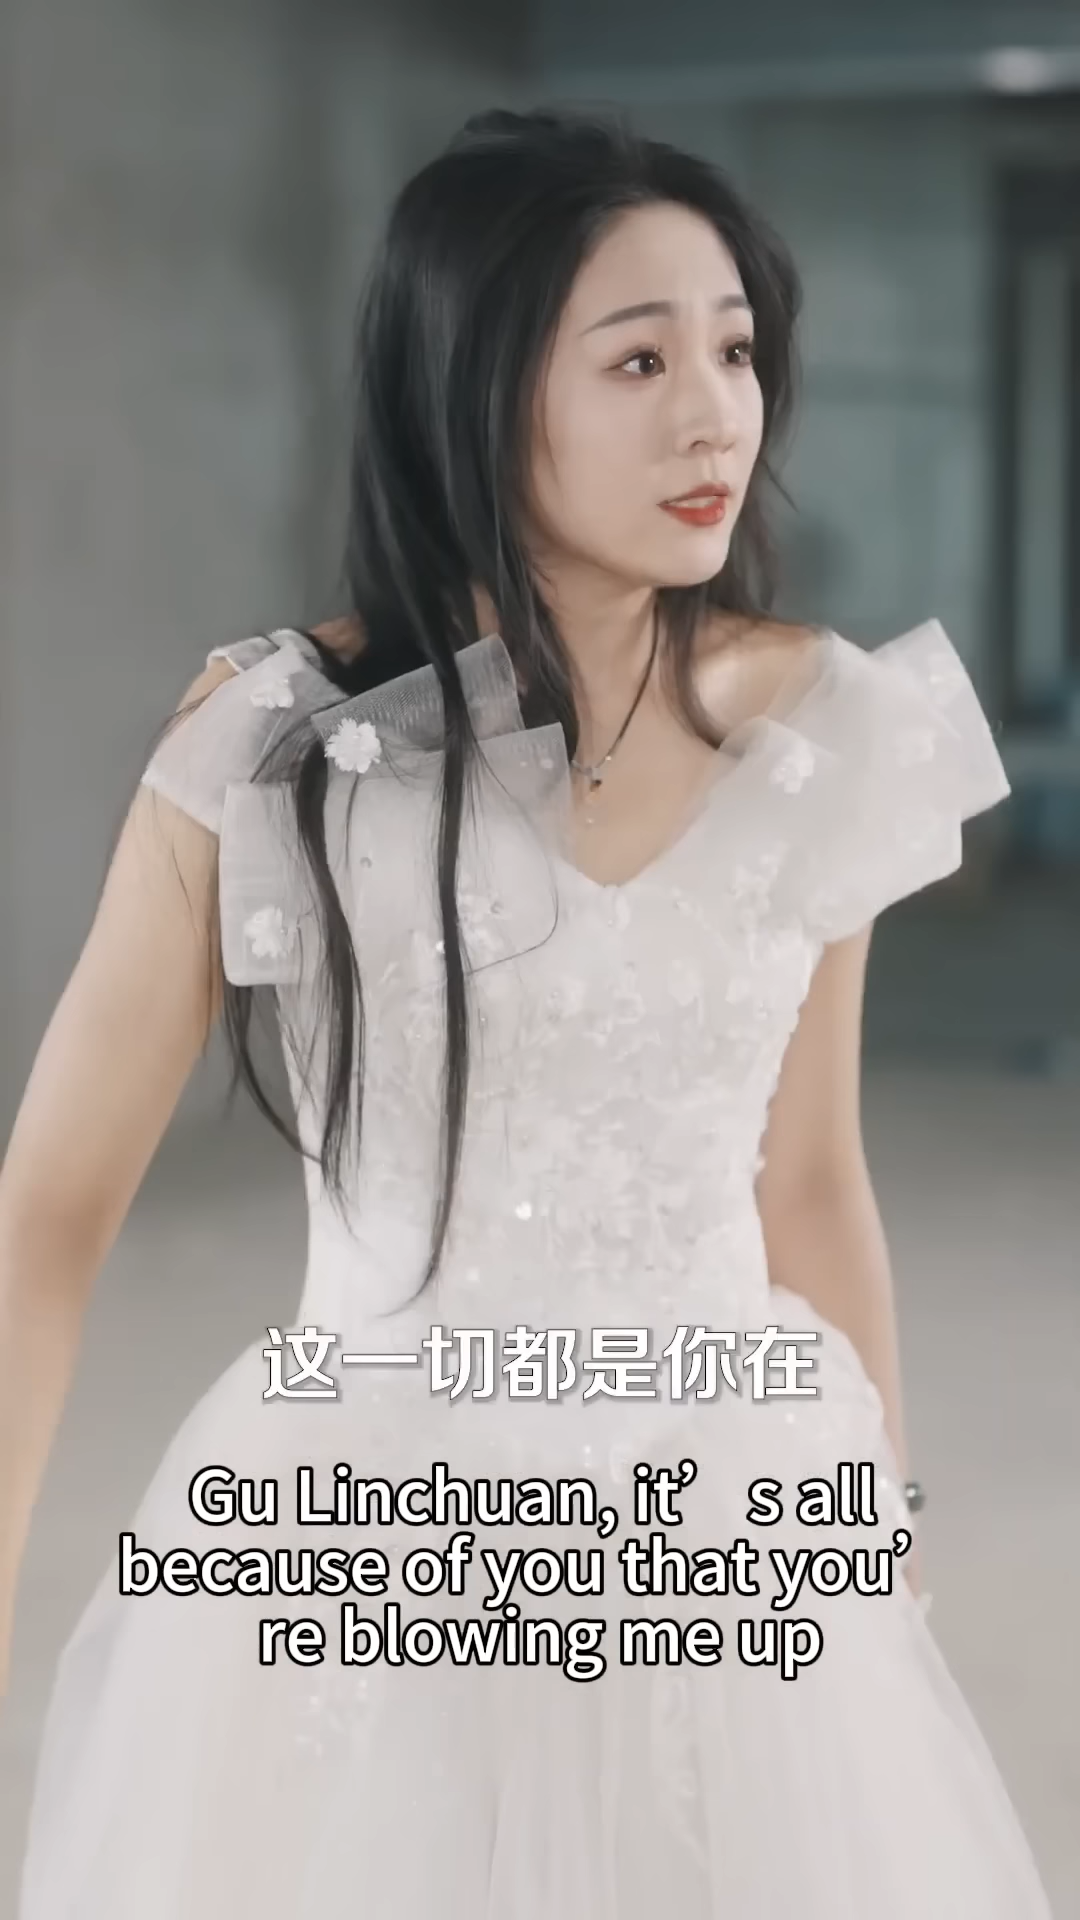 这一切都是你在
Gu Linchuan, it’s all
because of you that you’
re blowing me up